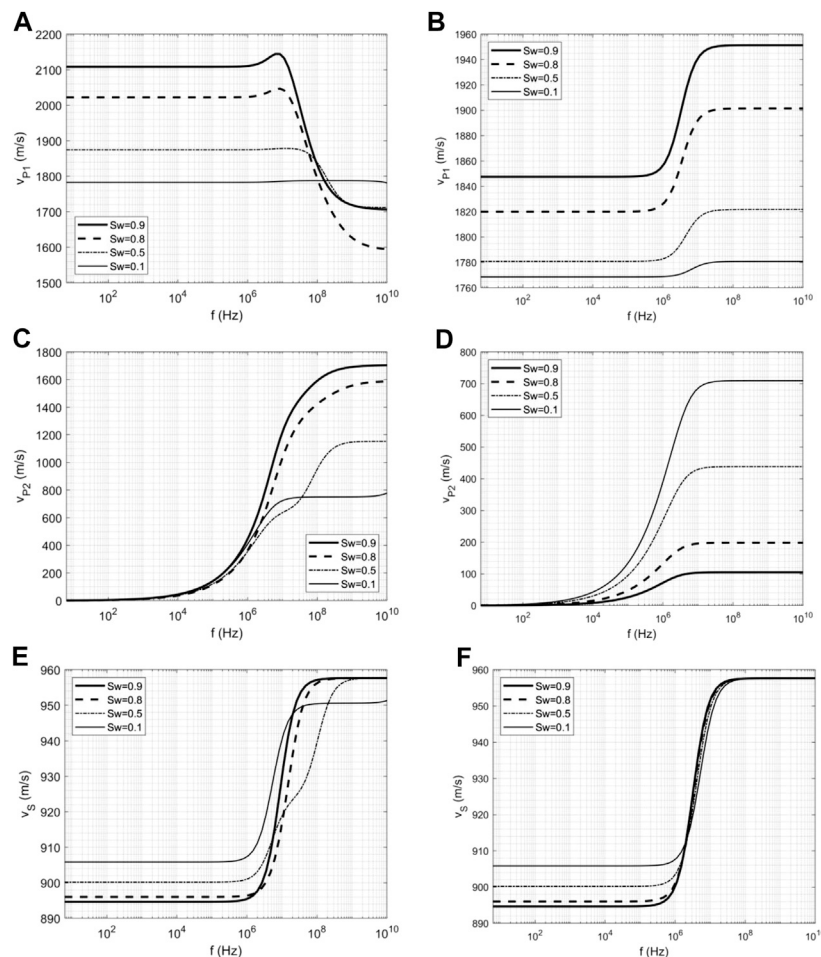 A
2200
2100
2000
1900
1800
1700
1600
1500
v_P1 (m/s)
Sw=0.9
Sw=0.8
Sw=0.5
Sw=0.1
10^2 10^4 10^6 10^8 10^10
f (Hz)
B
1960
1940
1920
1900
1880
1860
1840
1820
1800
1780
1760
v_P1 (m/s)
Sw=0.9
Sw=0.8
Sw=0.5
Sw=0.1
10^2 10^4 10^6 10^8 10^10
f (Hz)
C
1800
1600
1400
1200
1000
800
600
400
200
0
v_P2 (m/s)
Sw=0.9
Sw=0.8
Sw=0.5
Sw=0.1
10^2 10^4 10^6 10^8 10^10
f (Hz)
D
800
700
600
500
400
300
200
100
0
v_P2 (m/s)
Sw=0.9
Sw=0.8
Sw=0.5
Sw=0.1
10^2 10^4 10^6 10^8 10^10
f (Hz)
E
960
950
940
930
920
910
900
890
v_S (m/s)
Sw=0.9
Sw=0.8
Sw=0.5
Sw=0.1
10^2 10^4 10^6 10^8 10^10
f (Hz)
F
960
950
940
930
920
910
900
890
v_S (m/s)
Sw=0.9
Sw=0.8
Sw=0.5
Sw=0.1
10^2 10^4 10^6 10^8 10^10
f (Hz)